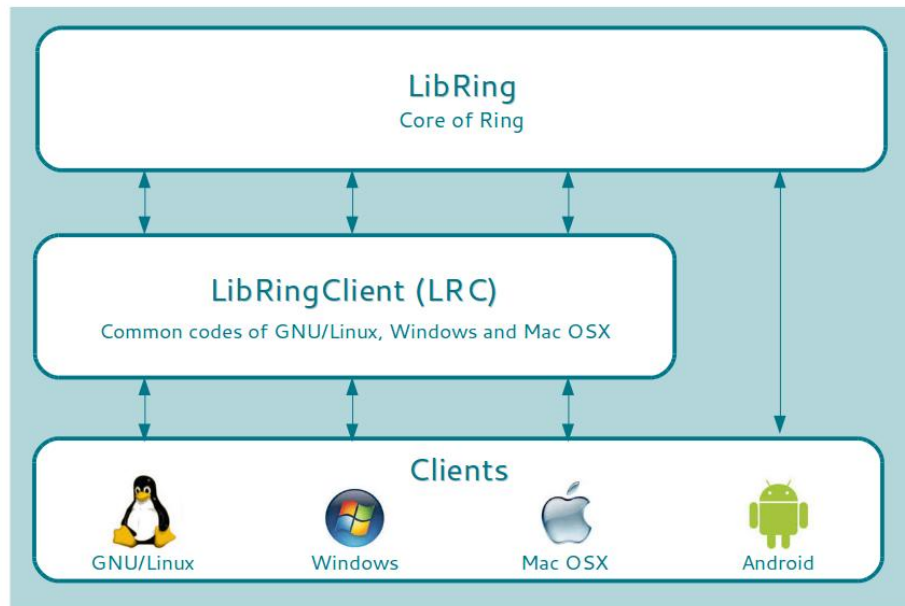 LibRing
Core of Ring
LibRingClient (LRC)
Common codes of GNU/Linux, Windows and Mac OSX
Clients
GNU/Linux
Windows
Mac OSX
Android